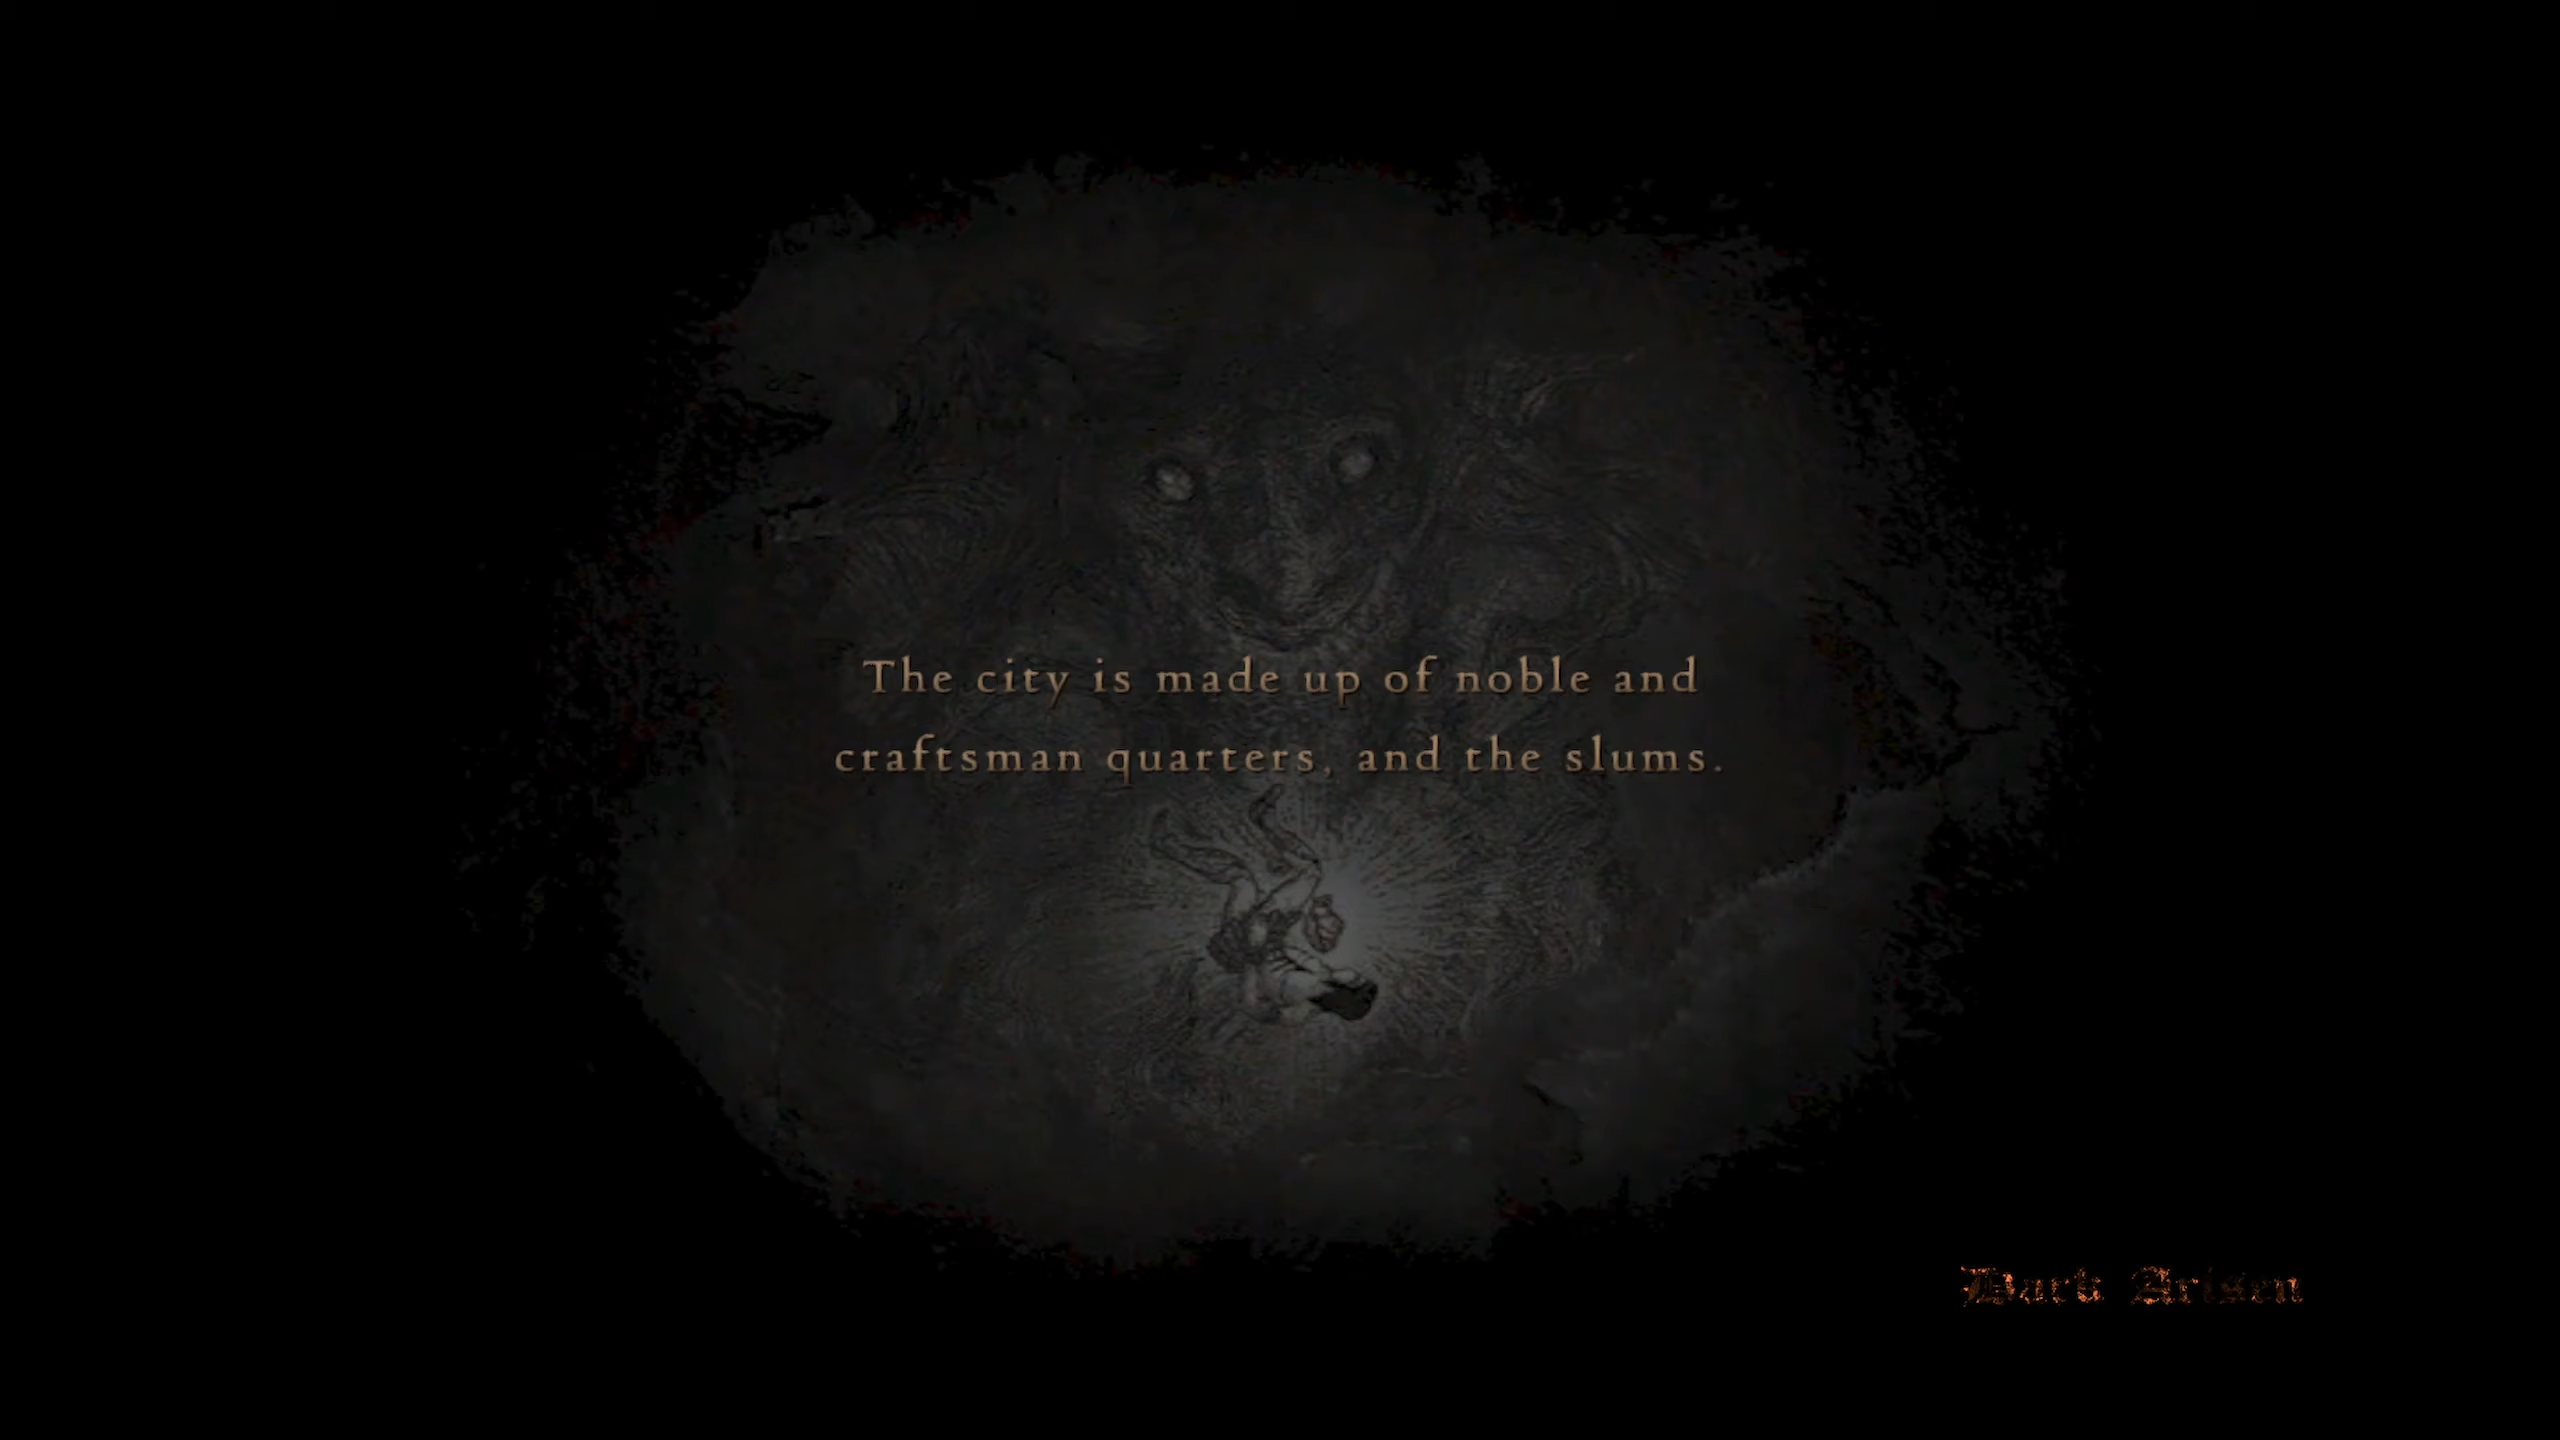 The city is made up of noble and
craftsman quarters, and the slums.
Dark Arisen